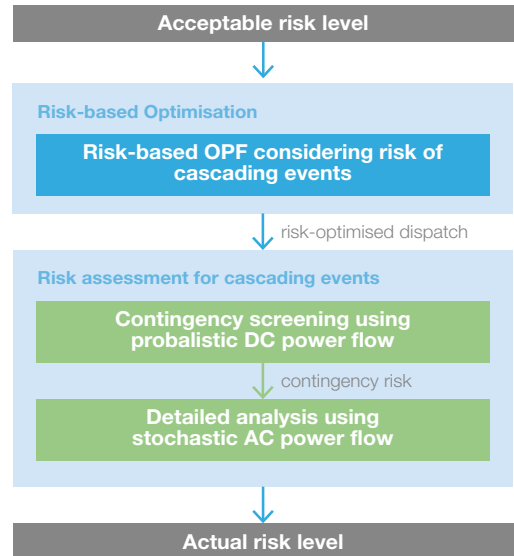 Acceptable risk level
Risk-based Optimisation
Risk-based OPF considering risk of
cascading events
risk-optimised dispatch
Risk assessment for cascading events
Contingency screening using
probalistic DC power flow
contingency risk
Detailed analysis using
stochastic AC power flow
Actual risk level